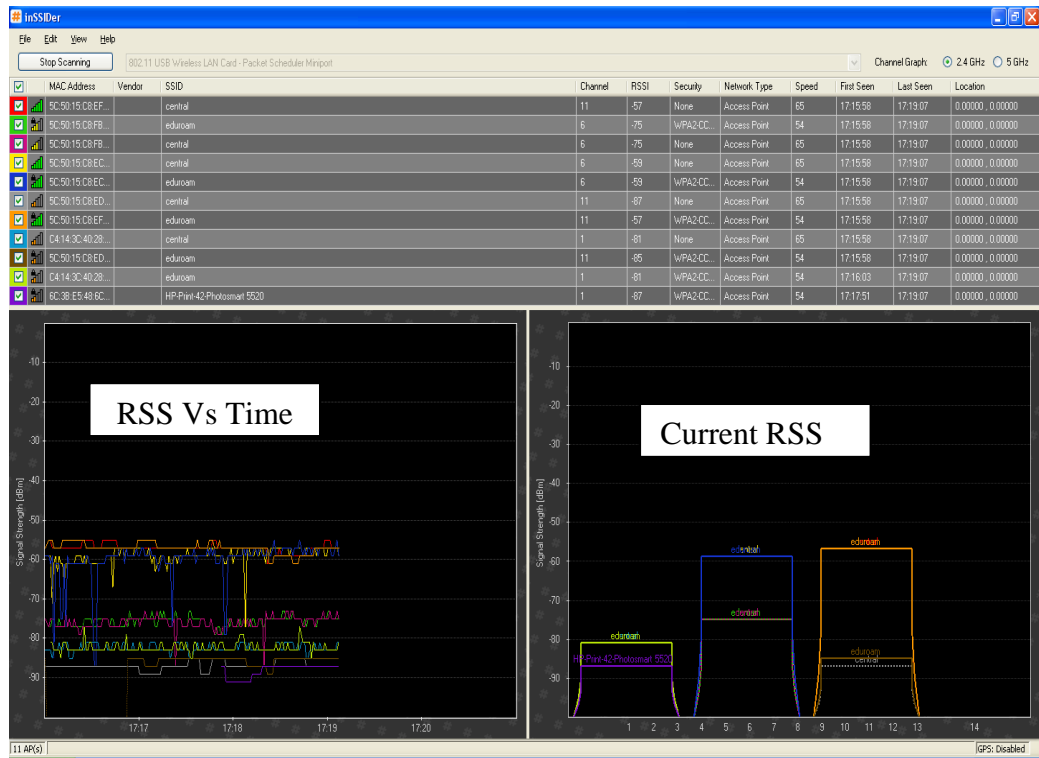 inSSIDer
File Edit View Help
Stop Scanning 802.11 USB Wireless LAN Card - Packet Scheduler Miniport Channel Graph: 2.4 GHz 5 GHz
MAC Address Vendor SSID Channel RSSI Security Network Type Speed First Seen Last Seen Location
5C:50:15:C8:EF... central 11 -57 None Access Point 65 17:15:58 17:19:07 0.00000 , 0.00000
5C:50:15:C8:FB... eduroam 6 -75 WPA2-CC... Access Point 54 17:15:58 17:19:07 0.00000 , 0.00000
5C:50:15:C8:FB... central 6 -75 None Access Point 65 17:15:58 17:19:07 0.00000 , 0.00000
5C:50:15:C8:EC... central 6 -59 None Access Point 65 17:15:58 17:19:07 0.00000 , 0.00000
5C:50:15:C8:EC... eduroam 6 -59 WPA2-CC... Access Point 54 17:15:58 17:19:07 0.00000 , 0.00000
5C:50:15:C8:ED... central 11 -87 None Access Point 65 17:15:58 17:19:07 0.00000 , 0.00000
5C:50:15:C8:EF... eduroam 11 -57 WPA2-CC... Access Point 54 17:15:58 17:19:07 0.00000 , 0.00000
C4:14:3C:40:28:... central 1 -81 None Access Point 65 17:15:58 17:19:07 0.00000 , 0.00000
5C:50:15:C8:ED... eduroam 11 -85 WPA2-CC... Access Point 54 17:15:58 17:19:07 0.00000 , 0.00000
C4:14:3C:40:28:... eduroam 1 -81 WPA2-CC... Access Point 54 17:16:03 17:19:07 0.00000 , 0.00000
6C:3B:E5:48:6C... HP-Print-42-Photosmart 5520 1 -87 WPA2-CC... Access Point 54 17:17:51 17:19:07 0.00000 , 0.00000
RSS Vs Time
Signal Strength [dBm]
-10
-20
-30
-40
-50
-60
-70
-80
-90
17:17 17:18 17:19 17:20
Current RSS
Signal Strength [dBm]
-10
-20
-30
-40
-50
-60
-70
-80
-90
eduroam
eduroam
HP-Print-42-Photosmart 5520
eduroam
central
1 2 3 4 5 6 7 8 9 10 11 12 13 14
11 AP(s) GPS: Disabled